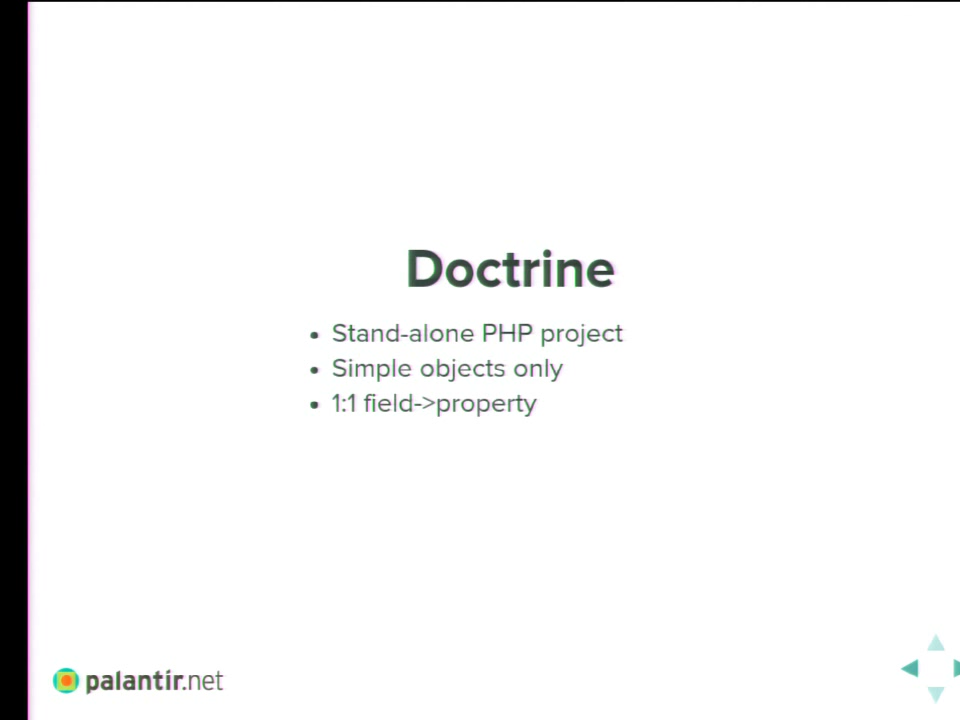 Doctrine
• Stand-alone PHP project
• Simple objects only
• 1:1 field->property
palantir.net